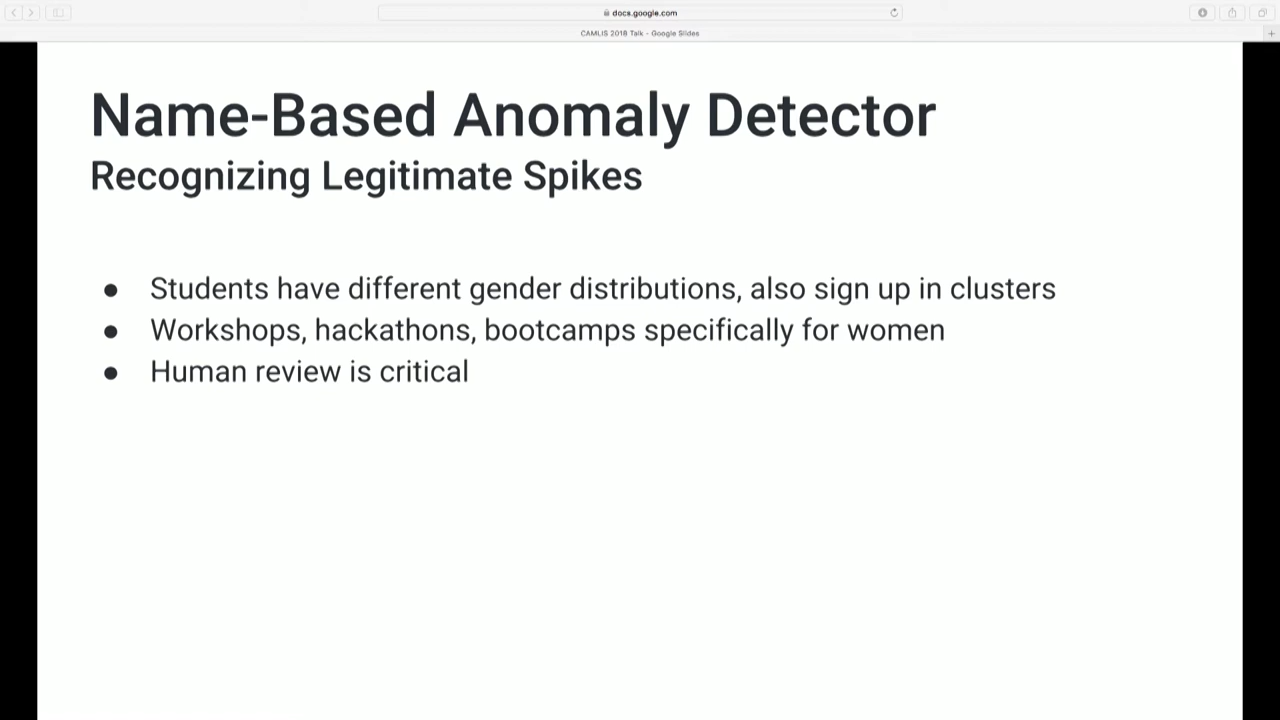 docs.google.com
CAMLIS 2018 Talk - Google Slides
Name-Based Anomaly Detector
Recognizing Legitimate Spikes
● Students have different gender distributions, also sign up in clusters
● Workshops, hackathons, bootcamps specifically for women
● Human review is critical